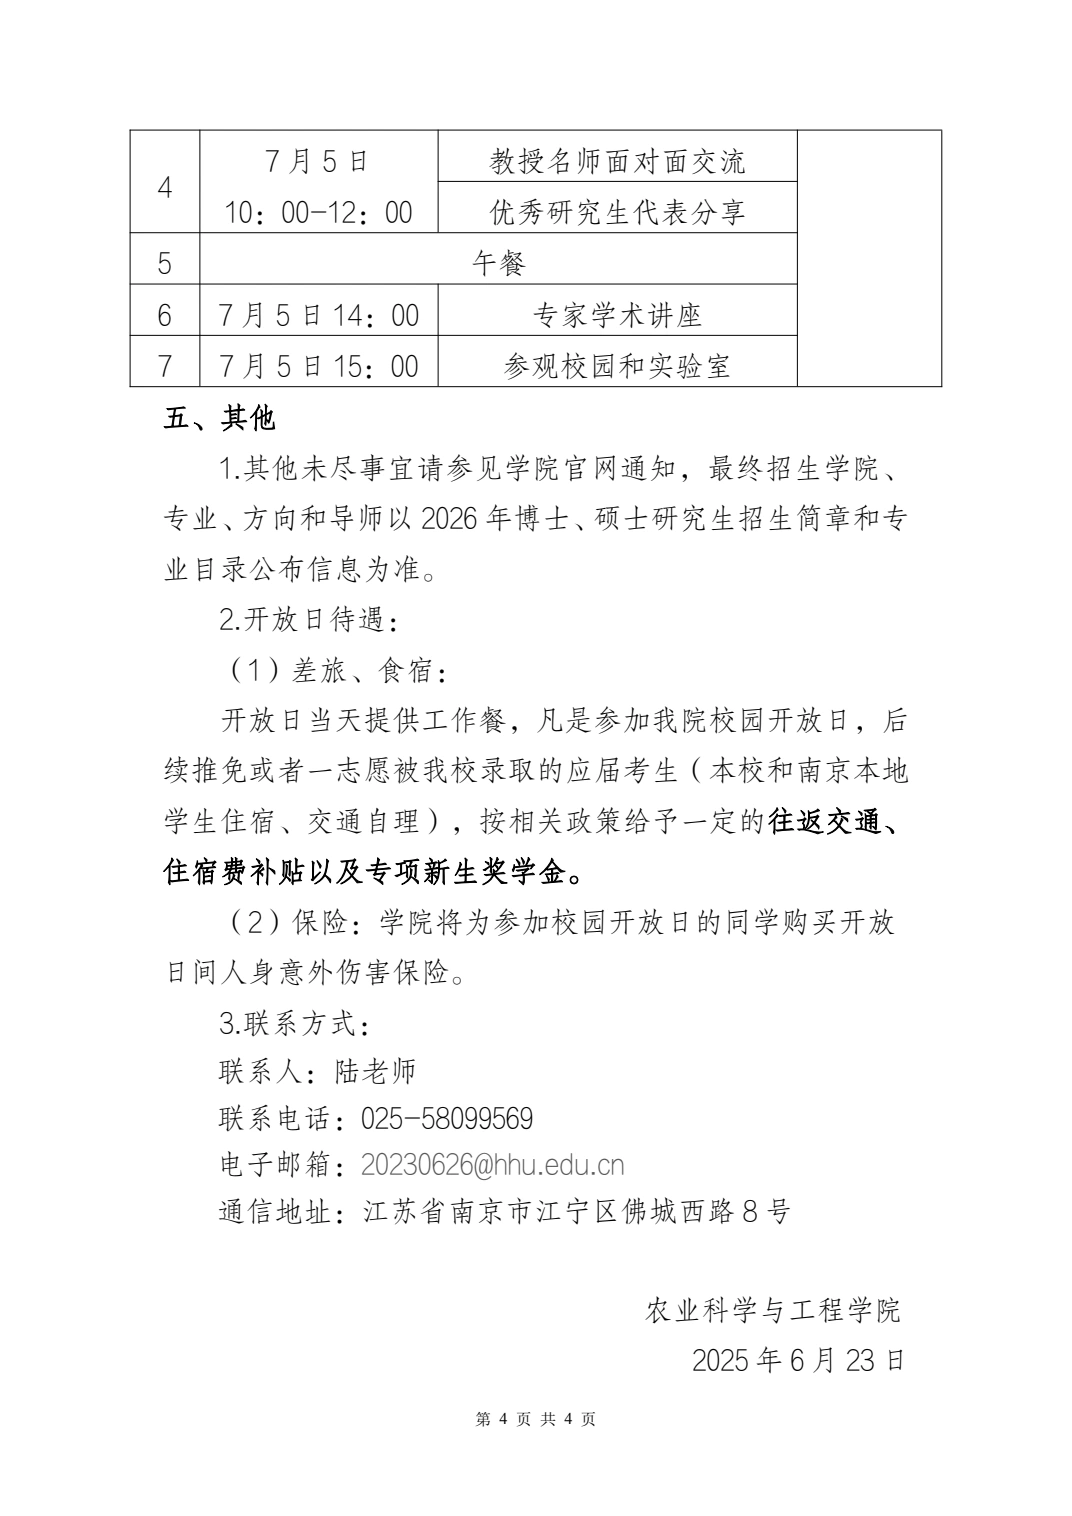 4
7月5日
10：00-12：00
教授名师面对面交流
优秀研究生代表分享
5
午餐
6
7月5日14：00
专家学术讲座
7
7月5日15：00
参观校园和实验室
五、其他
1.其他未尽事宜请参见学院官网通知，最终招生学院、
专业、方向和导师以2026年博士、硕士研究生招生简章和专
业目录公布信息为准。
2.开放日待遇：
（1）差旅、食宿：
开放日当天提供工作餐，凡是参加我院校园开放日，后
续推免或者一志愿被我校录取的应届考生（本校和南京本地
学生住宿、交通自理），按相关政策给予一定的往返交通、
住宿费补贴以及专项新生奖学金。
（2）保险：学院将为参加校园开放日的同学购买开放
日间人身意外伤害保险。
3.联系方式：
联系人：陆老师
联系电话：025-58099569
电子邮箱：20230626@hhu.edu.cn
通信地址：江苏省南京市江宁区佛城西路8号
农业科学与工程学院
2025年6月23日
第 4 页 共 4 页